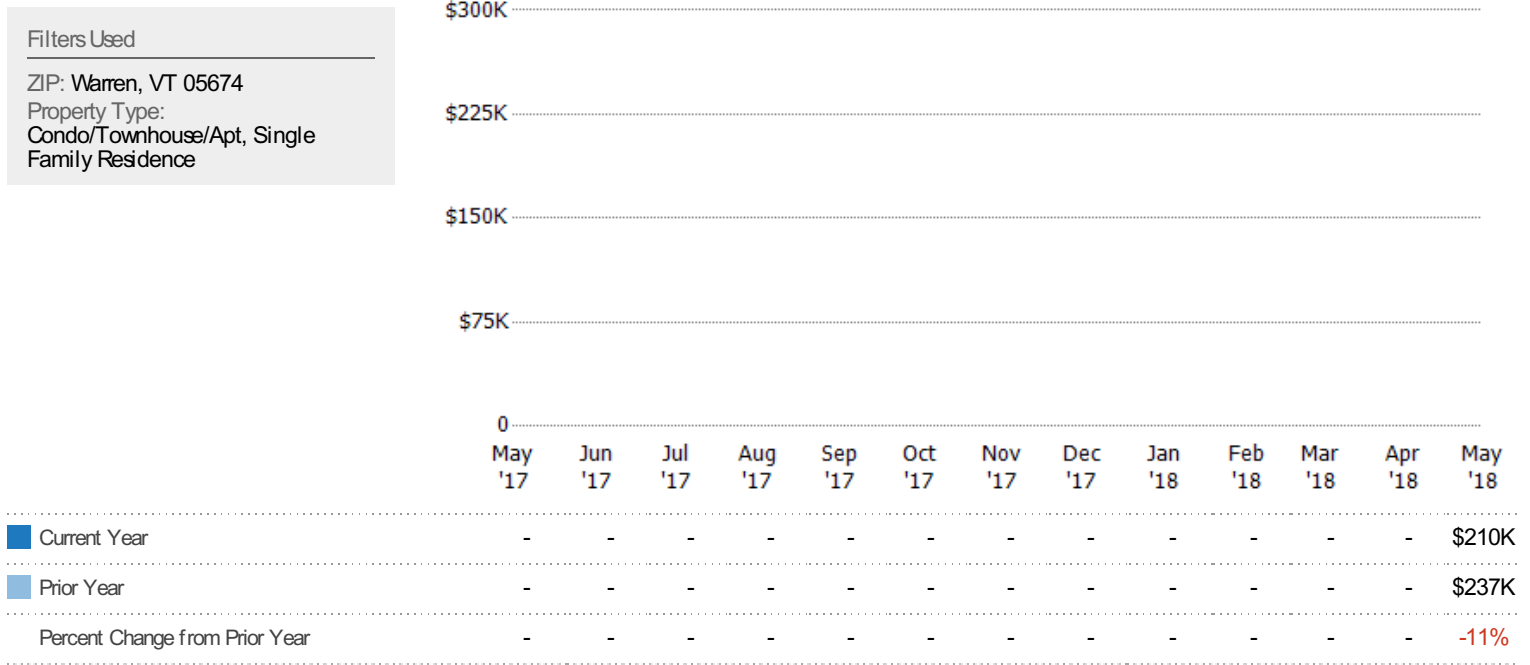 Filters Used
ZIP: Warren, VT 05674
Property Type:
Condo/Townhouse/Apt, Single
Family Residence
$300K
$225K
$150K
$75K
0
May Jun Jul Aug Sep Oct Nov Dec Jan Feb Mar Apr May
'17 '17 '17 '17 '17 '17 '17 '17 '18 '18 '18 '18 '18
Current Year - - - - - - - - - - - - $210K
Prior Year - - - - - - - - - - - - $237K
Percent Change from Prior Year - - - - - - - - - - - - -11%